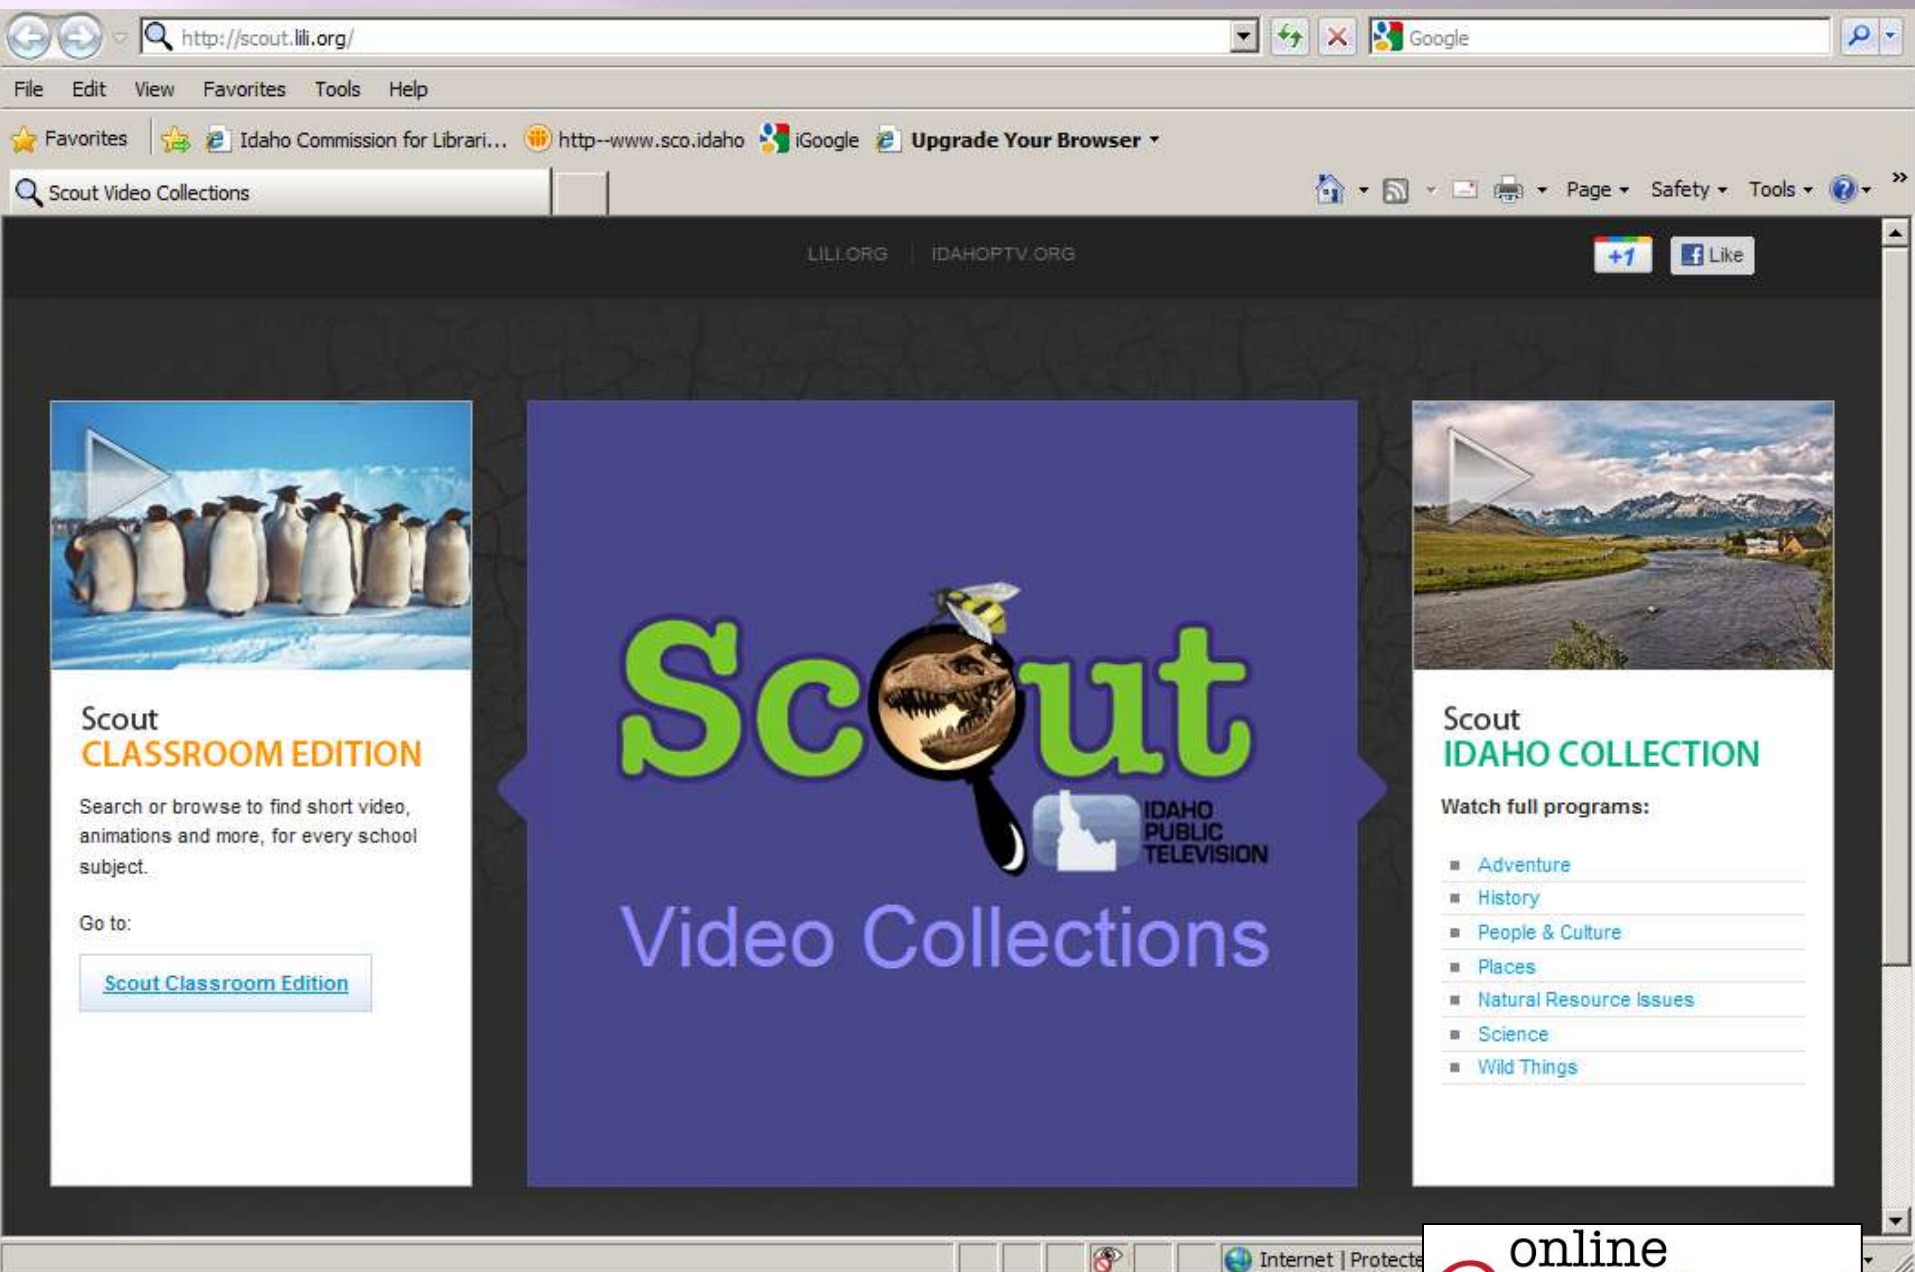 http://scout.lili.org/
Google
File Edit View Favorites Tools Help
Favorites Idaho Commission for Librari... http--www.sco.idaho iGoogle Upgrade Your Browser
Scout Video Collections
Page Safety Tools »
LILI.ORG | IDAHOPTV.ORG
+1 Like
Scout
CLASSROOM EDITION
Search or browse to find short video,
animations and more, for every school
subject.
Go to:
Scout Classroom Edition
Scout
IDAHO
PUBLIC
TELEVISION
Video Collections
Scout
IDAHO COLLECTION
Watch full programs:
Adventure
History
People & Culture
Places
Natural Resource Issues
Science
Wild Things
Internet | Protecte
online